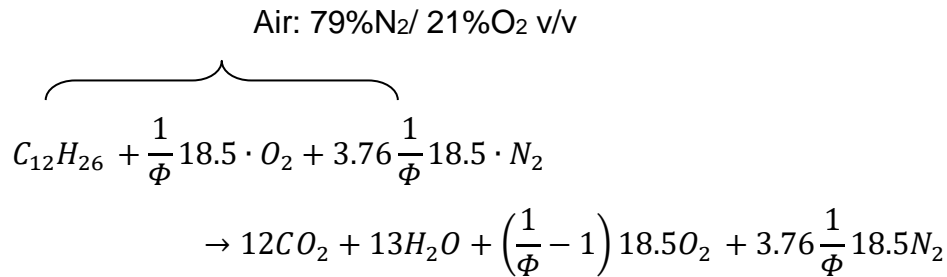 Air: 79%N₂/ 21%O₂ v/v
C₁₂H₂₆ + 1/Φ 18.5 · O₂ + 3.76 1/Φ 18.5 · N₂
→ 12CO₂ + 13H₂O + (1/Φ − 1) 18.5O₂ + 3.76 1/Φ 18.5N₂